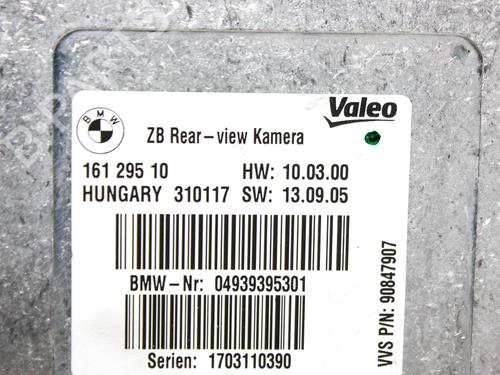 BMW
Valeo
ZB Rear-view Kamera
161 295 10 HW: 10.03.00
HUNGARY 310117 SW: 13.09.05
BMW-Nr: 04939395301
Serien: 1703110390
VVS P/N: 90847907